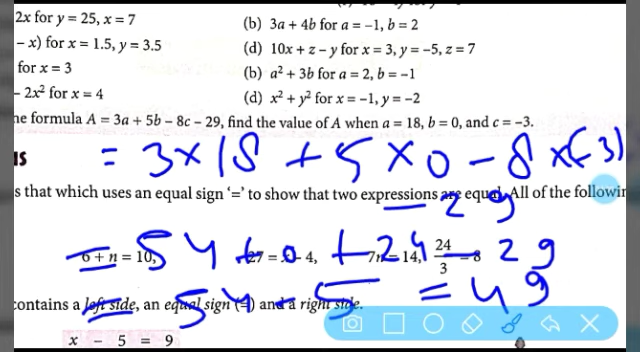 2x for y = 25, x = 7
(b) 3a + 4b for a = −1, b = 2
− x) for x = 1.5, y = 3.5
(d) 10x + z − y for x = 3, y = −5, z = 7
for x = 3
(b) a² + 3b for a = 2, b = −1
− 2x² for x = 4
(d) x² + y² for x = −1, y = −2
he formula A = 3a + 5b − 8c − 29, find the value of A when a = 18, b = 0, and c = −3.
= 3×18 + 5×0 − 8×(−3)
s that which uses an equal sign '=' to show that two expressions are equal. All of the followin
− 29
6 + n = 10, 27 = − 4, 7n = 14, 24/3 = 8
= 54 + 0 + 24 − 29
contains a left side, an equal sign (=) and a right side.
= 54 − 5 = 49
x − 5 = 9